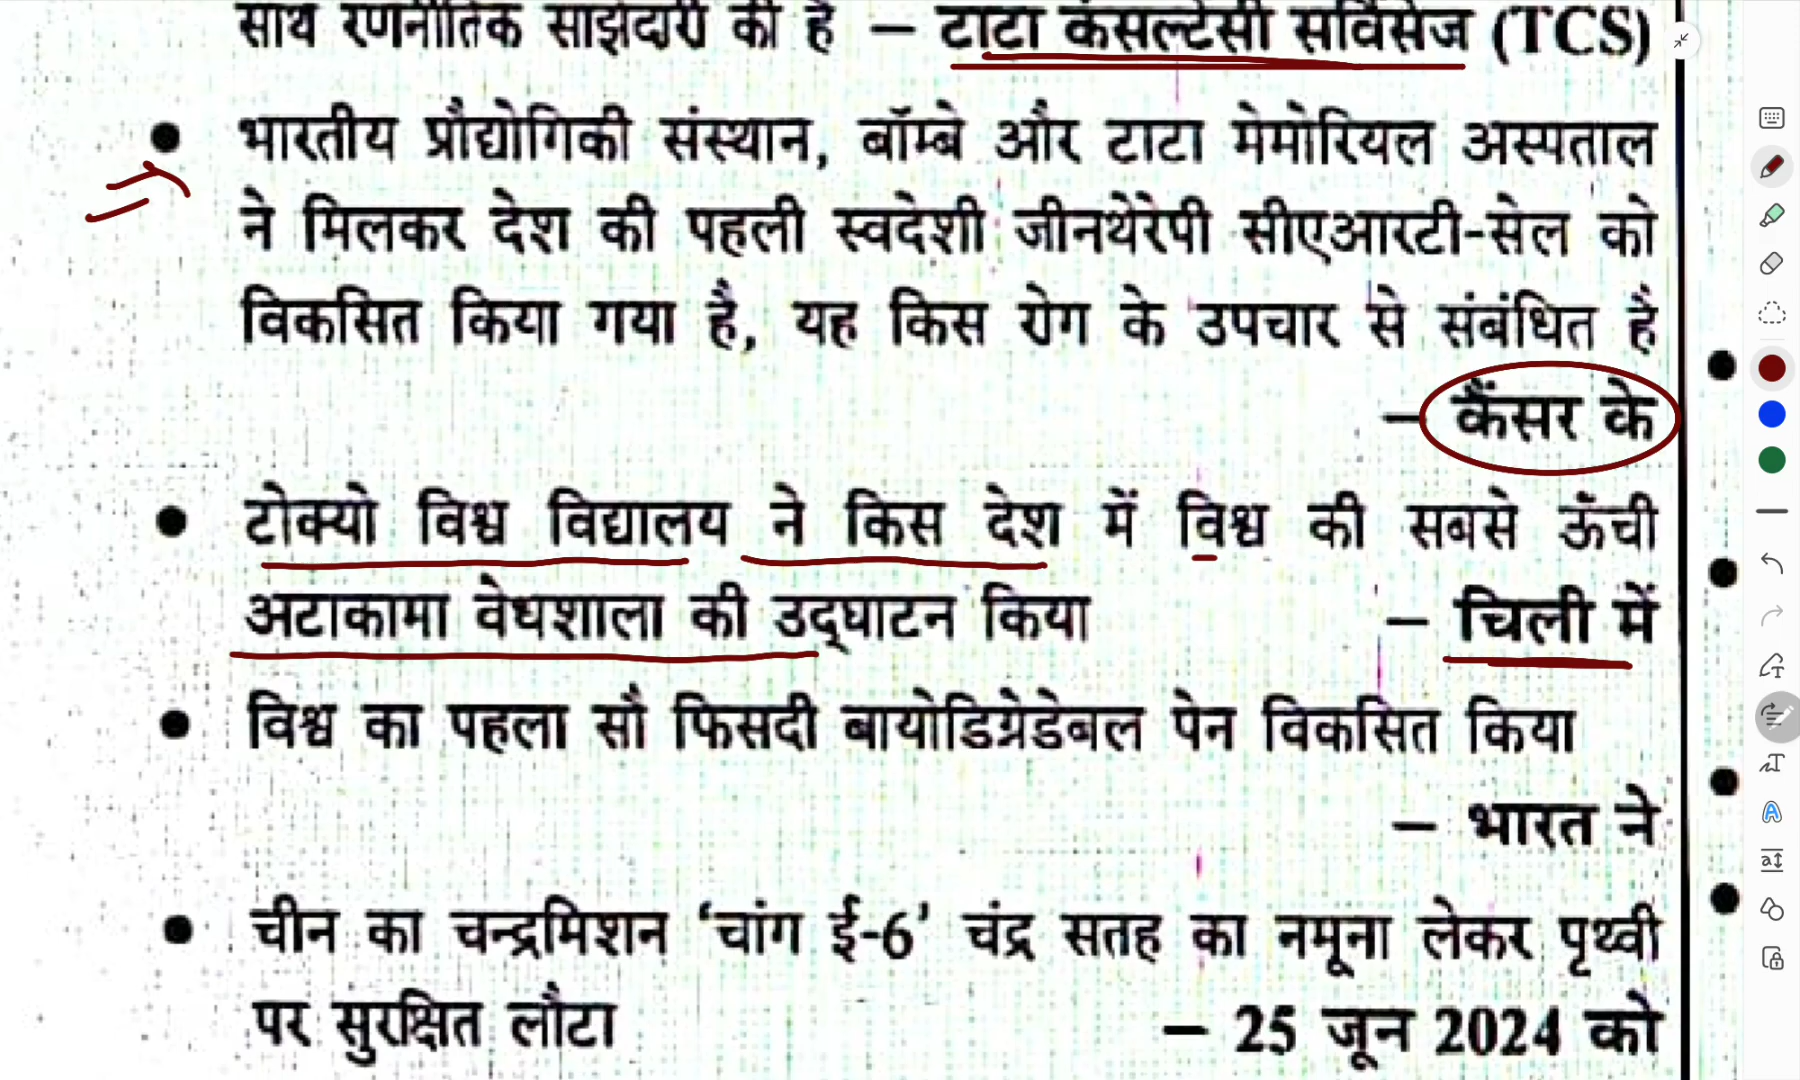 साथ रणनीतिक साझेदारी की है – टाटा कंसल्टेंसी सर्विसेज (TCS)
• भारतीय प्रौद्योगिकी संस्थान, बॉम्बे और टाटा मेमोरियल अस्पताल
ने मिलकर देश की पहली स्वदेशी जीनथेरेपी सीएआरटी-सेल को
विकसित किया गया है, यह किस रोग के उपचार से संबंधित है
– कैंसर के
• टोक्यो विश्व विद्यालय ने किस देश में विश्व की सबसे ऊँची
अटाकामा वेधशाला की उद्घाटन किया – चिली में
• विश्व का पहला सौ फिसदी बायोडिग्रेडेबल पेन विकसित किया
– भारत ने
• चीन का चन्द्रमिशन ‘चांग ई-6’ चंद्र सतह का नमूना लेकर पृथ्वी
पर सुरक्षित लौटा – 25 जून 2024 को